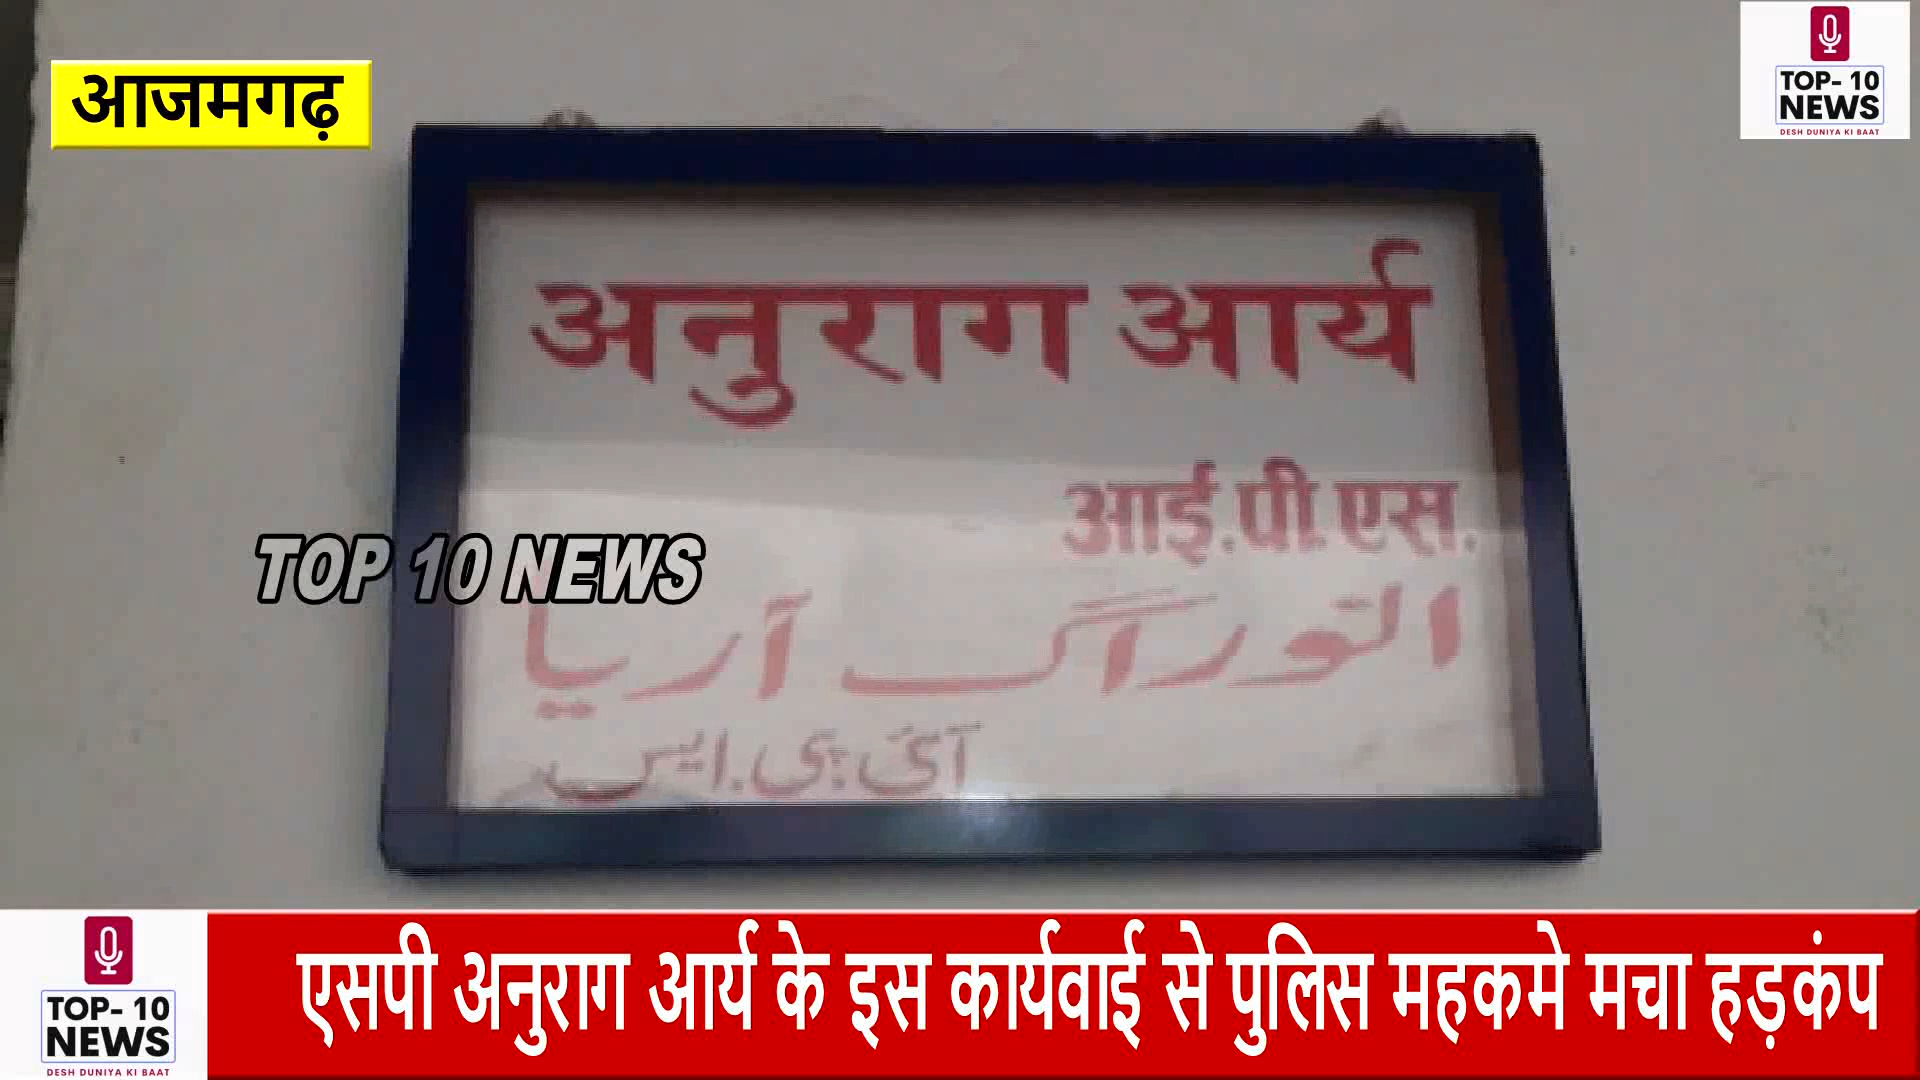 आजमगढ़
TOP- 10
NEWS
DESH DUNIYA KI BAAT
अनुराग आर्य
आई.पी.एस.
TOP 10 NEWS
انوراگ آریا
آئی.پی.ایس
TOP- 10
NEWS
DESH DUNIYA KI BAAT
एसपी अनुराग आर्य के इस कार्यवाई से पुलिस महकमे मचा हड़कंप